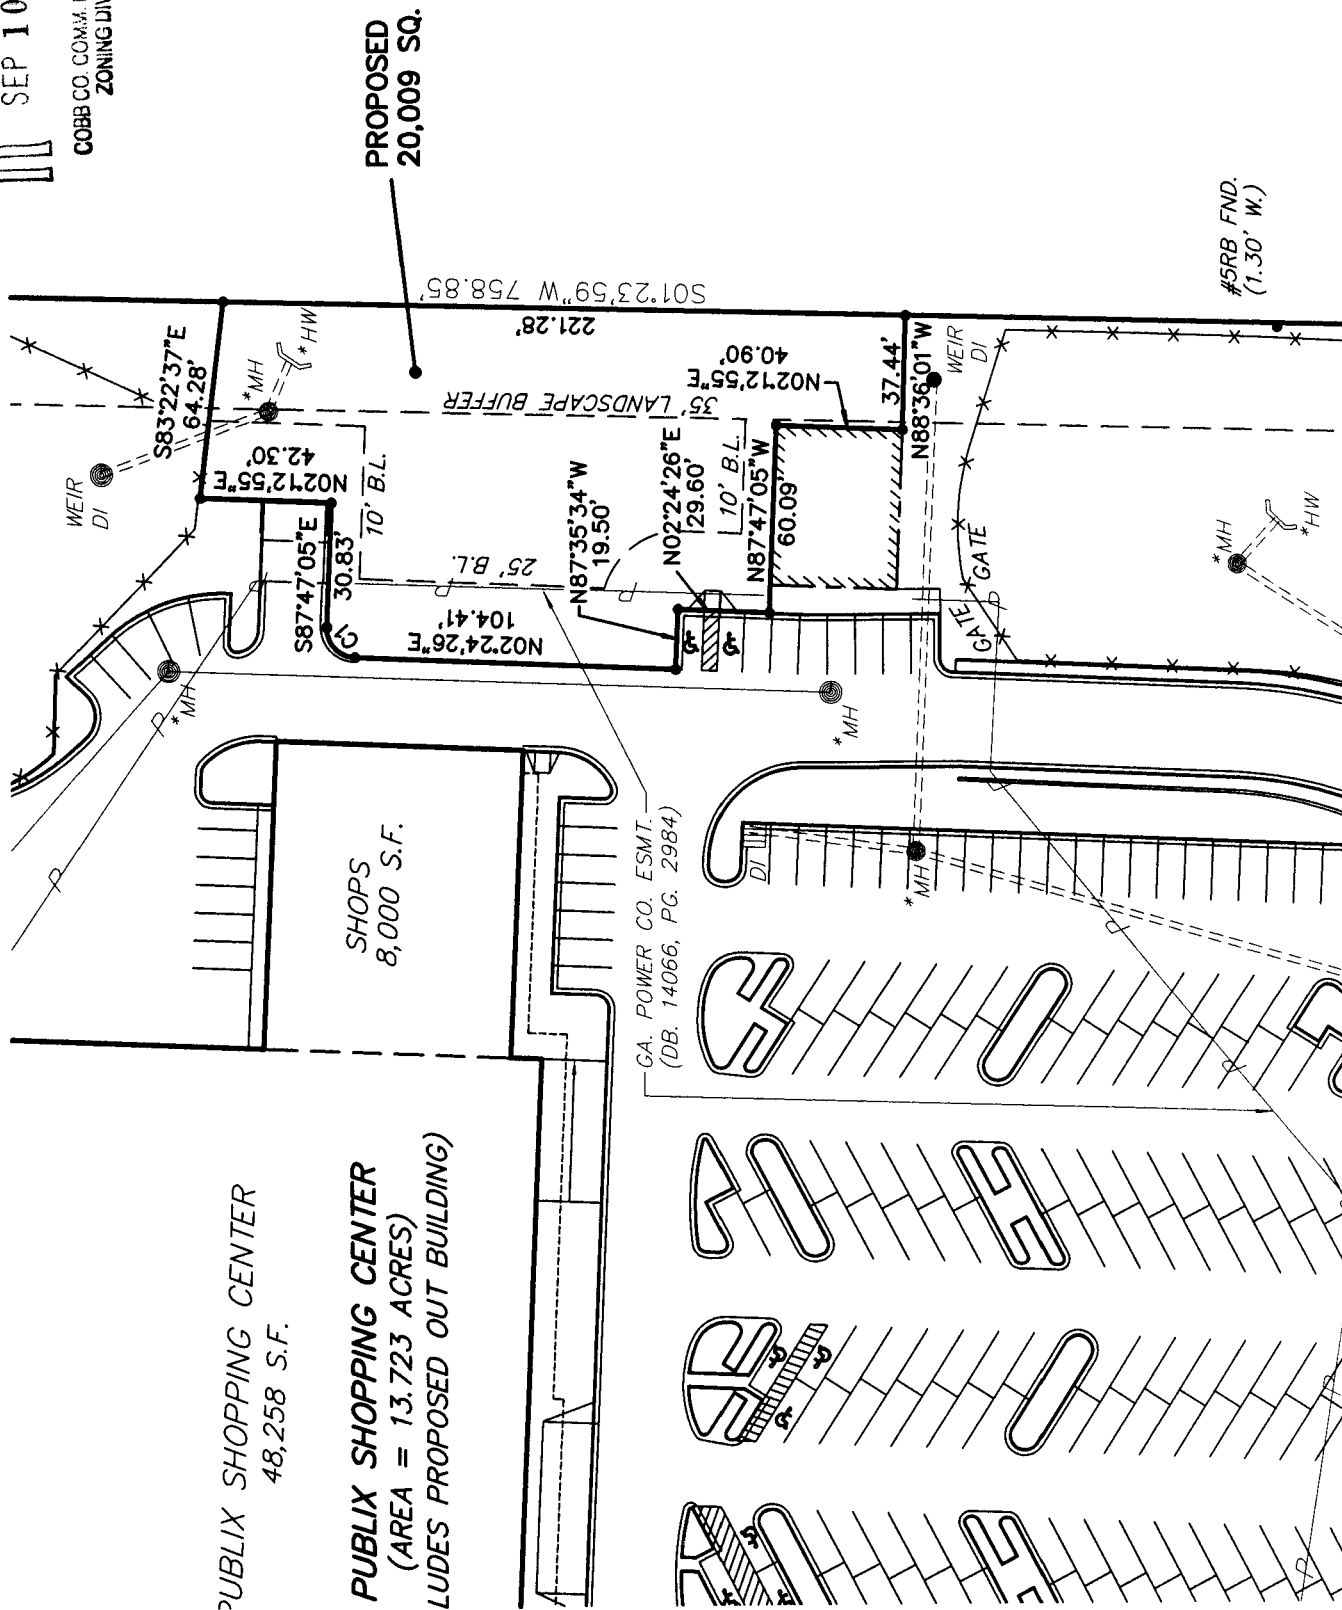 SEP 10
COBB CO. COMM.
ZONING DIV
PROPOSED
20,009 SQ.
#5RB FND.
(1.30' W.)
S01°23'59"W 758.85'
221.28'
S83°22'37"E
64.28'
*MH
*HW
WEIR
DI
N02°12'55"E
42.30'
35' LANDSCAPE BUFFER
N02°12'55"E
40.90'
37.44'
N88°36'01"W
WEIR
DI
10' B.L.
S87°47'05"E
30.83'
C7
25' B.L.
N02°24'26"E
104.41'
N87°35'34"W
19.50'
N02°24'26"E
29.60'
10' B.L.
N87°47'05"W
60.09'
GATE
GATE
*MH
*HW
P
P
P
P
*MH
*MH
P
P
SHOPS
8,000 S.F.
GA. POWER CO. ESMT.
(DB. 14066, PG. 2984)
DI
*MH
P
P
P
P
PUBLIX SHOPPING CENTER
48,258 S.F.
PUBLIX SHOPPING CENTER
(AREA = 13.723 ACRES)
LUDES PROPOSED OUT BUILDING)